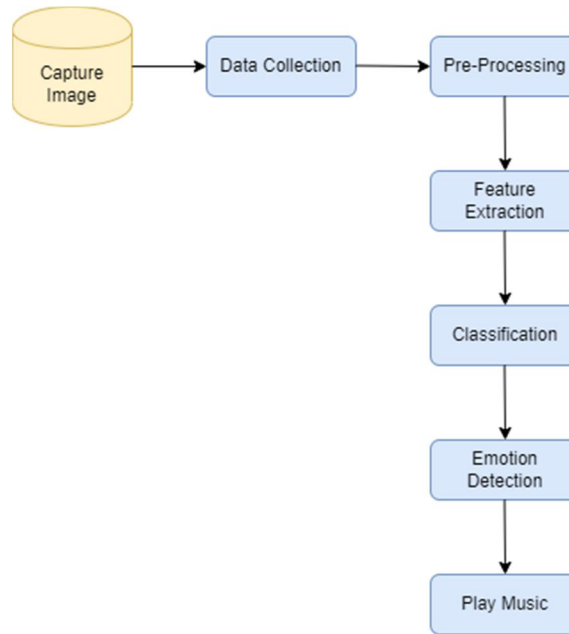 Capture
Image
Data Collection
Pre-Processing
Feature
Extraction
Classification
Emotion
Detection
Play Music